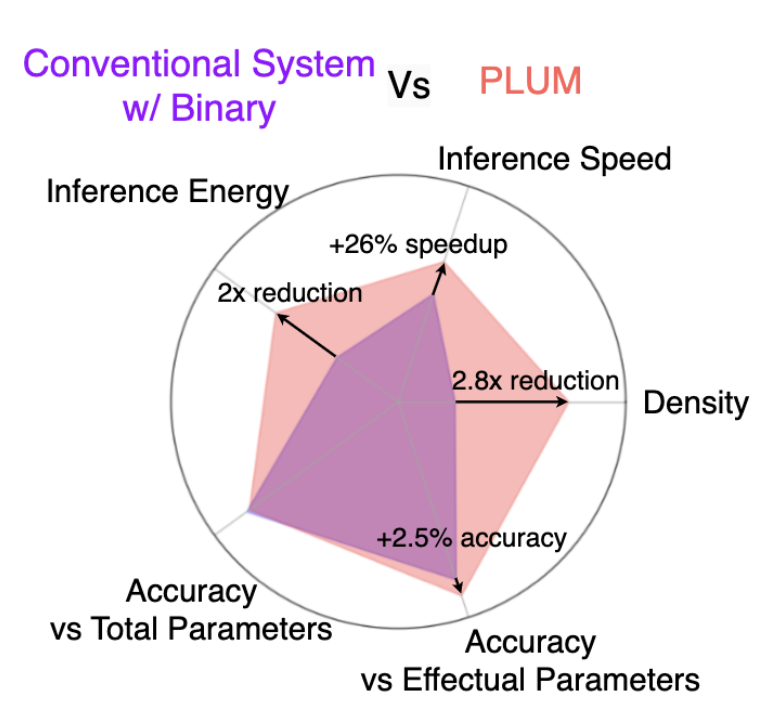 Conventional System
w/ Binary
Vs
PLUM
Inference Speed
Inference Energy
+26% speedup
2x reduction
2.8x reduction
Density
+2.5% accuracy
Accuracy
vs Total Parameters
Accuracy
vs Effectual Parameters